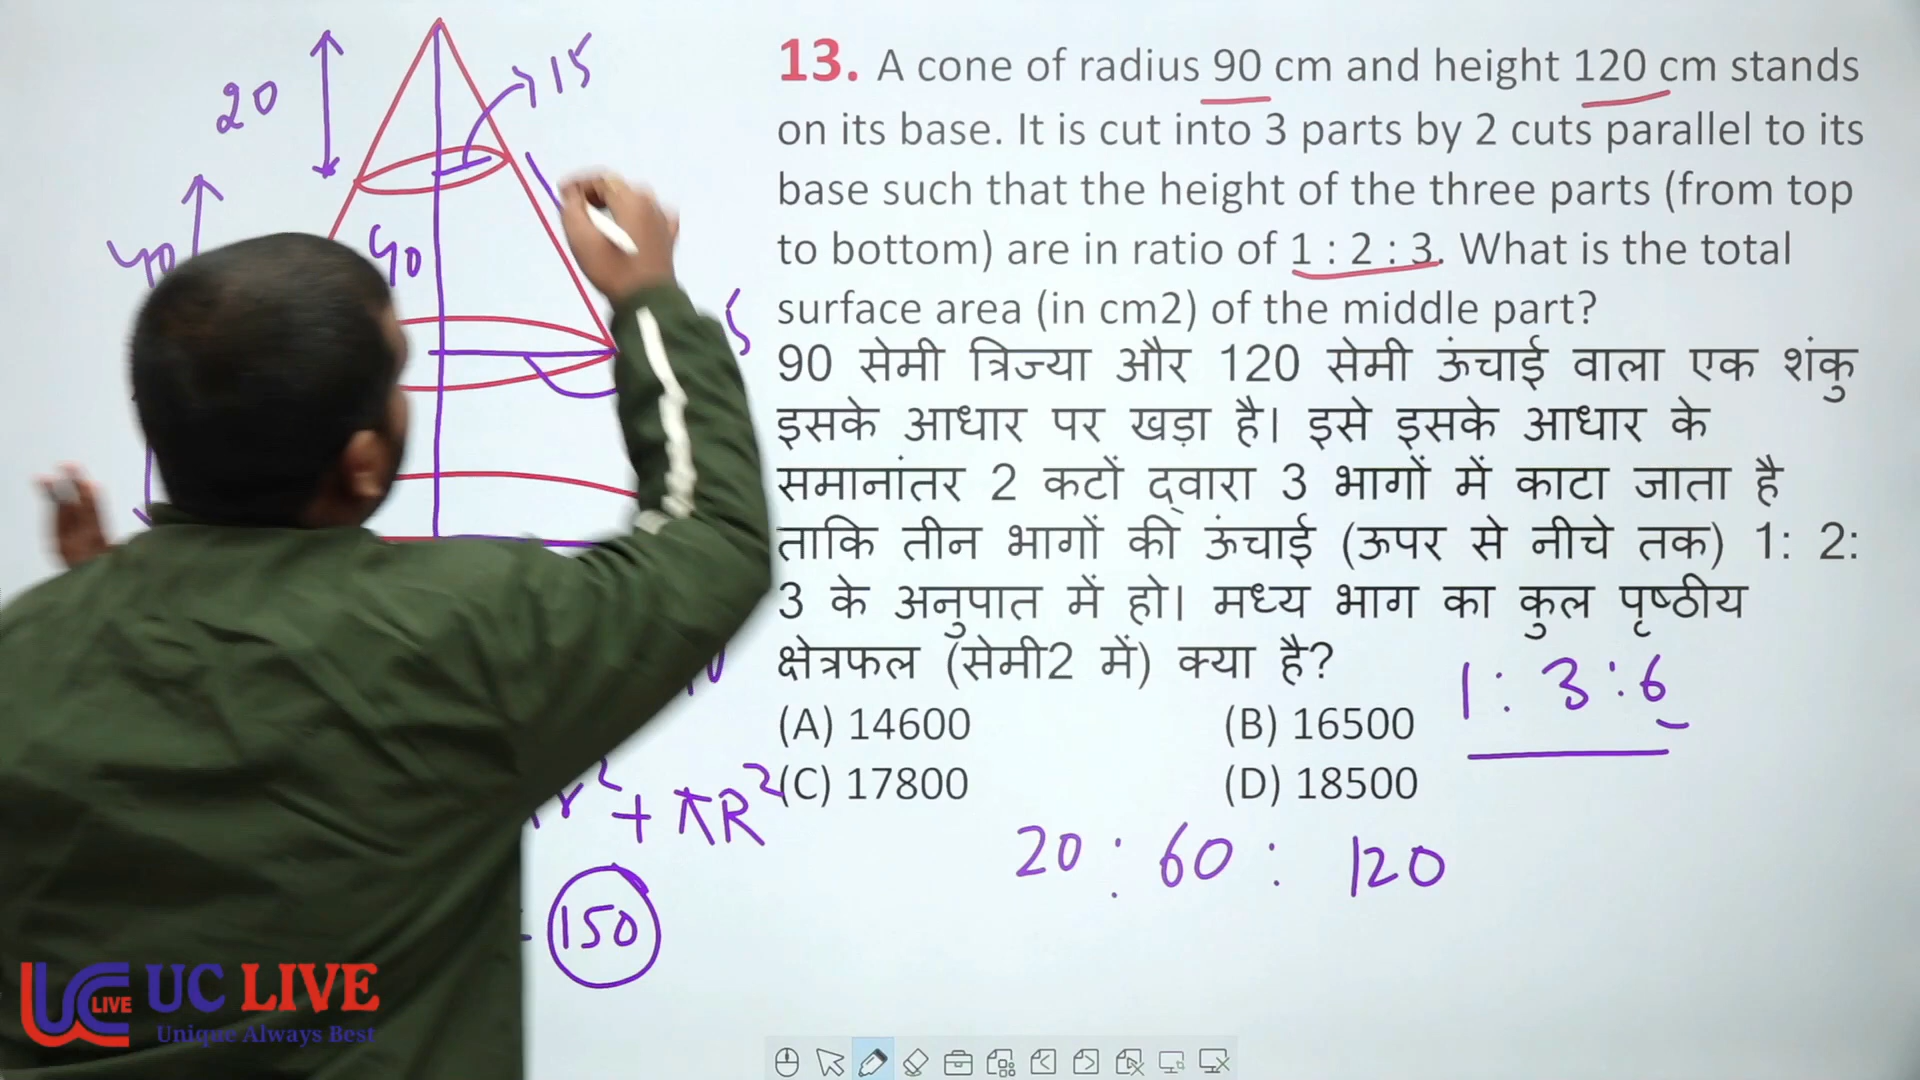 13. A cone of radius 90 cm and height 120 cm stands
on its base. It is cut into 3 parts by 2 cuts parallel to its
base such that the height of the three parts (from top
to bottom) are in ratio of 1 : 2 : 3. What is the total
surface area (in cm2) of the middle part?
90 सेमी त्रिज्या और 120 सेमी ऊंचाई वाला एक शंकु
इसके आधार पर खड़ा है। इसे इसके आधार के
समानांतर 2 कटों द्वारा 3 भागों में काटा जाता है
ताकि तीन भागों की ऊंचाई (ऊपर से नीचे तक) 1: 2:
3 के अनुपात में हो। मध्य भाग का कुल पृष्ठीय
क्षेत्रफल (सेमी2 में) क्या है?
(A) 14600 (B) 16500
(C) 17800 (D) 18500
1 : 3 : 6
20 : 60 : 120
20
15
40
40
r² + πR²
150
UC LIVE
LIVE
Unique Always Best